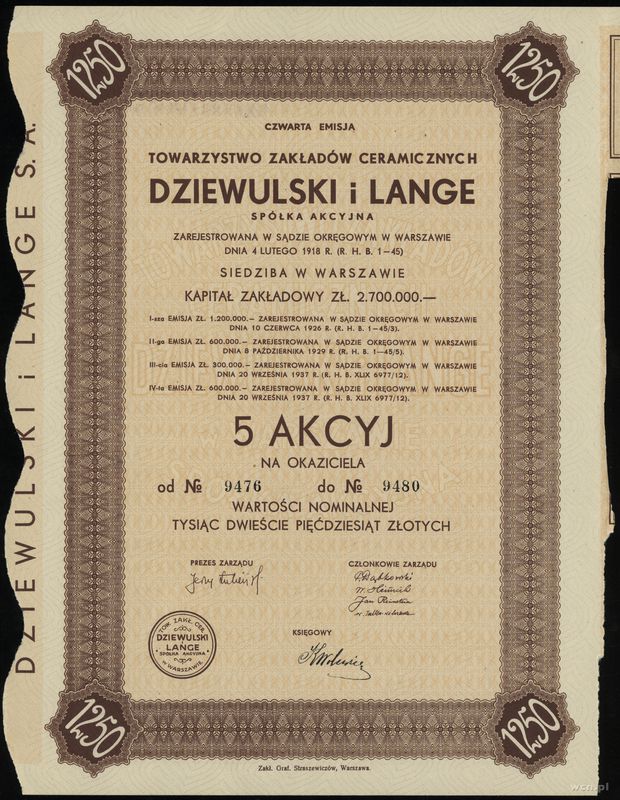 1250
1250
DZIEWULSKI i LANGE S. A.
CZWARTA EMISJA
TOWARZYSTWO ZAKŁADÓW CERAMICZNYCH
DZIEWULSKI i LANGE
SPÓŁKA AKCYJNA
ZAREJESTROWANA W SĄDZIE OKRĘGOWYM W WARSZAWIE
DNIA 4 LUTEGO 1918 R. (R. H. B. 1—45)
SIEDZIBA W WARSZAWIE
KAPITAŁ ZAKŁADOWY ZŁ. 2.700.000.—
I-sza EMISJA ZŁ. 1.200.000.— ZAREJESTROWANA W SĄDZIE OKRĘGOWYM W WARSZAWIE
DNIA 10 CZERWCA 1926 R. (R. H. B. 1—45/3).
II-ga EMISJA ZŁ. 600.000.— ZAREJESTROWANA W SĄDZIE OKRĘGOWYM W WARSZAWIE
DNIA 8 PAŹDZIERNIKA 1929 R. (R. H. B. 1—45/5).
III-cia EMISJA ZŁ. 300.000.— ZAREJESTROWANA W SĄDZIE OKRĘGOWYM W WARSZAWIE
DNIA 20 WRZEŚNIA 1937 R. (R. H. B. XLIX 6977/12).
IV-ta EMISJA ZŁ. 600.000.— ZAREJESTROWANA W SĄDZIE OKRĘGOWYM W WARSZAWIE
DNIA 20 WRZEŚNIA 1937 R. (R. H. B. XLIX 6977/12).
5 AKCYJ
NA OKAZICIELA
od № 9476 do № 9480
WARTOŚCI NOMINALNEJ
TYSIĄC DWIEŚCIE PIĘĆDZIESIĄT ZŁOTYCH
PREZES ZARZĄDU
CZŁONKOWIE ZARZĄDU
Jerzy
Dąbkowski
Jan
KSIĘGOWY
TOW. ZAKŁ. CER.
DZIEWULSKI
i
LANGE
SPÓŁKA AKCYJNA
w WARSZAWIE
1250
1250
Zakł. Graf. Straszewiczów, Warszawa.
wcn.pl